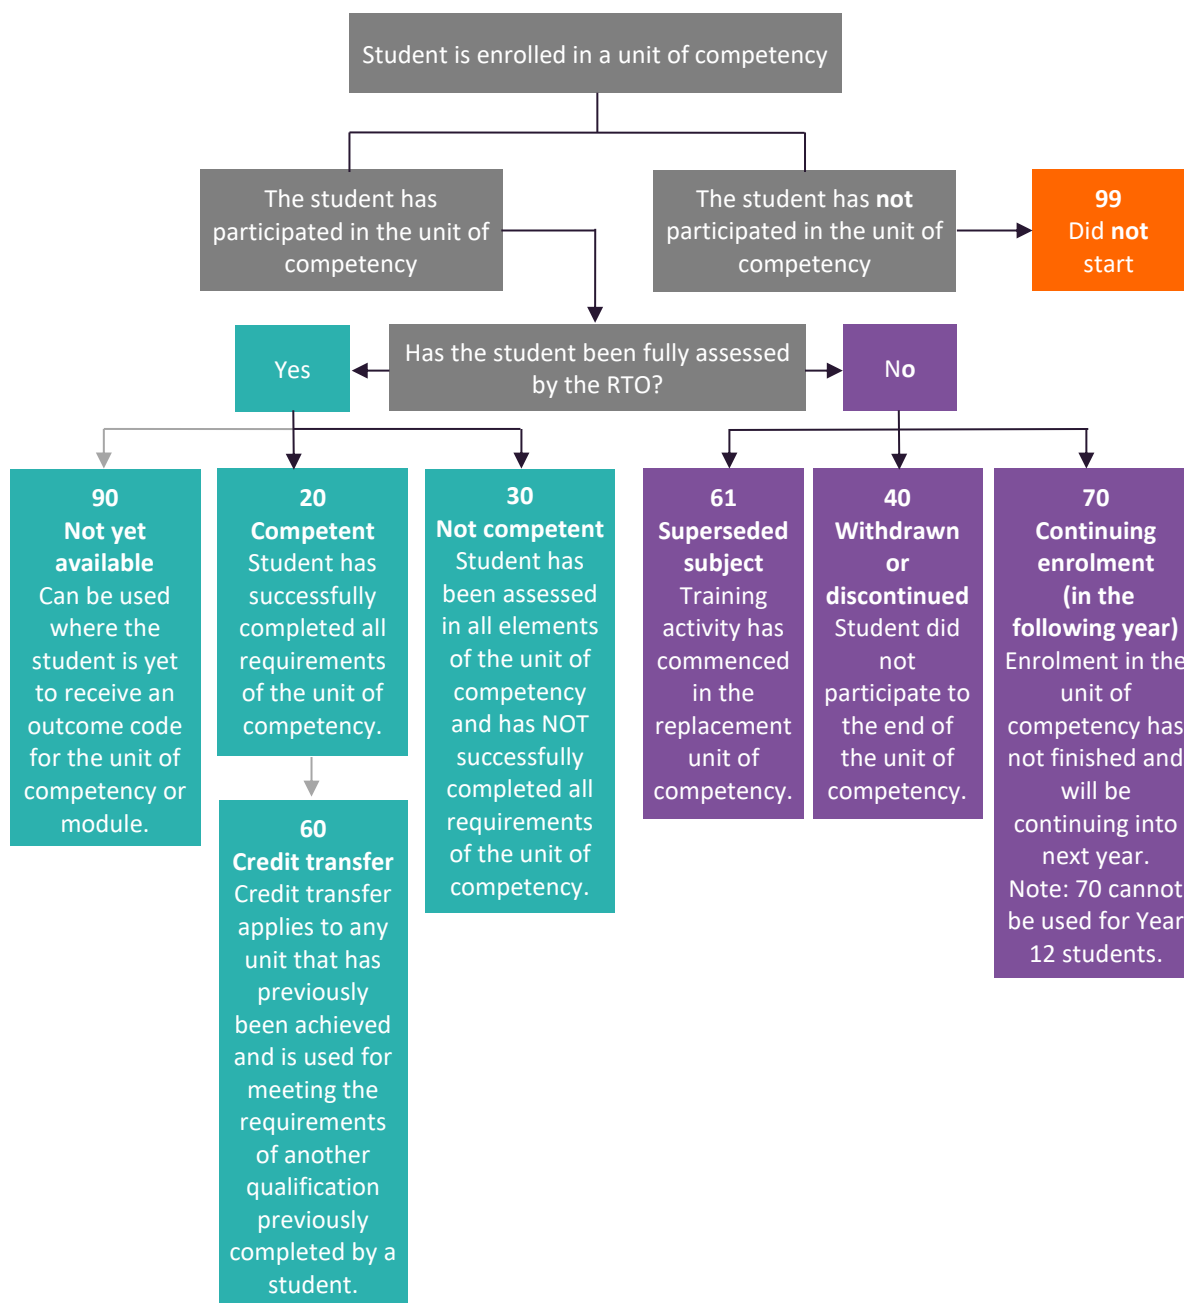 Student is enrolled in a unit of competency
The student has
participated in the unit of
competency
The student has not
participated in the unit of
competency
99
Did not
start
Yes
Has the student been fully assessed
by the RTO?
No
90
Not yet
available
Can be used
where the
student is yet
to receive an
outcome code
for the unit of
competency or
module.
20
Competent
Student has
successfully
completed all
requirements
of the unit of
competency.
30
Not competent
Student has
been assessed
in all elements
of the unit of
competency
and has NOT
successfully
completed all
requirements
of the unit of
competency.
61
Superseded
subject
Training
activity has
commenced
in the
replacement
unit of
competency.
40
Withdrawn
or
discontinued
Student did
not
participate to
the end of
the unit of
competency.
70
Continuing
enrolment
(in the
following year)
Enrolment in the
unit of
competency has
not finished and
will be
continuing into
next year.
Note: 70 cannot
be used for Year
12 students.
60
Credit transfer
Credit transfer
applies to any
unit that has
previously
been achieved
and is used for
meeting the
requirements
of another
qualification
previously
completed by a
student.